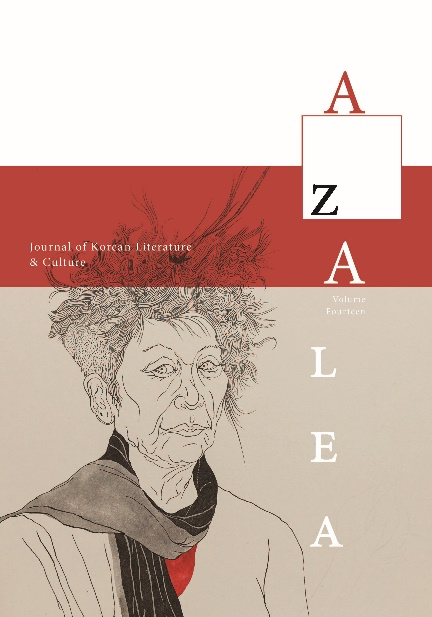 A
Z
A
L
E
A
Journal of Korean Literature
& Culture
Volume
Fourteen